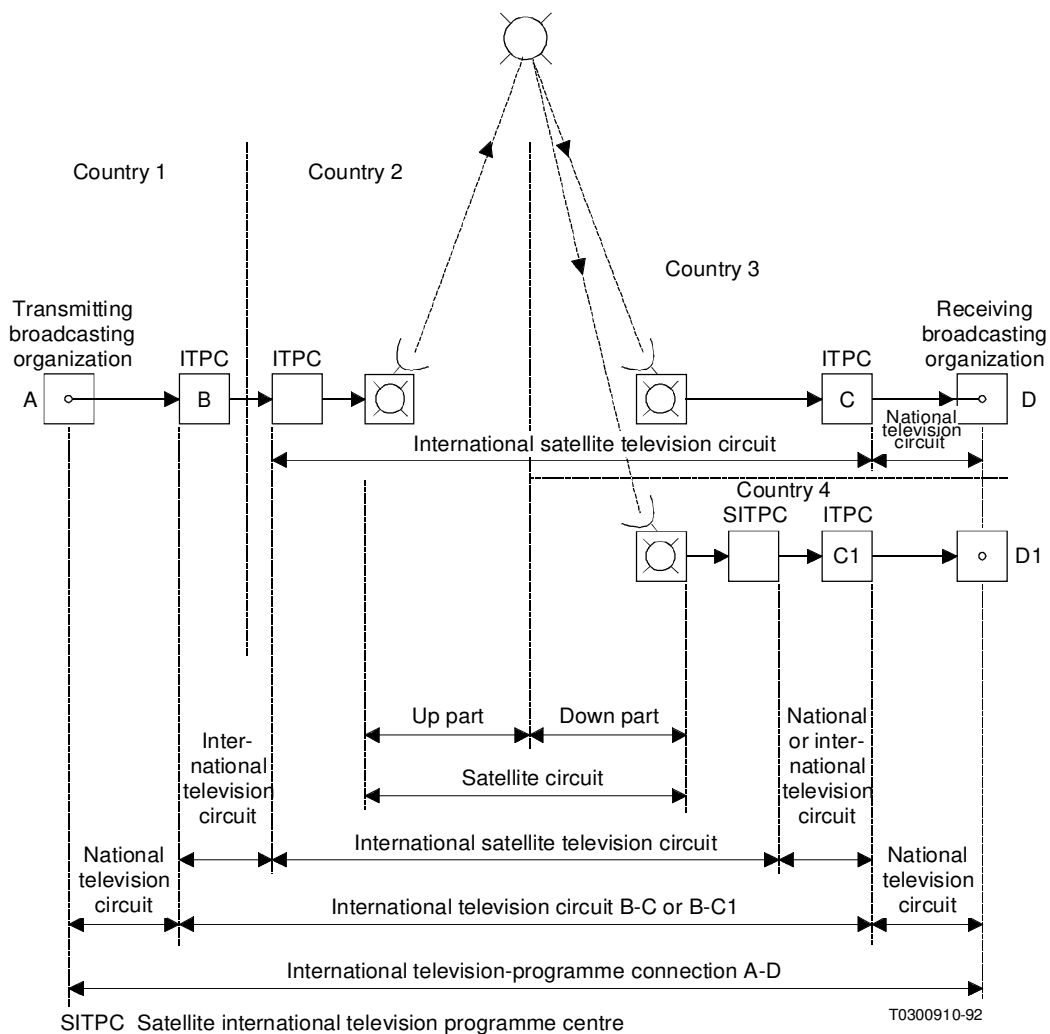 Country 1
Country 2
Country 3
Transmitting
broadcasting
organization
Receiving
broadcasting
organization
ITPC
ITPC
ITPC
A
B
C
D
National
television
circuit
International satellite television circuit
Country 4
SITPC
ITPC
C1
D1
Up part
Down part
National
or inter-
national
television
circuit
Inter-
national
television
circuit
Satellite circuit
International satellite television circuit
National
television
circuit
National
television
circuit
International television circuit B-C or B-C1
International television-programme connection A-D
T0300910-92
SITPC Satellite international television programme centre